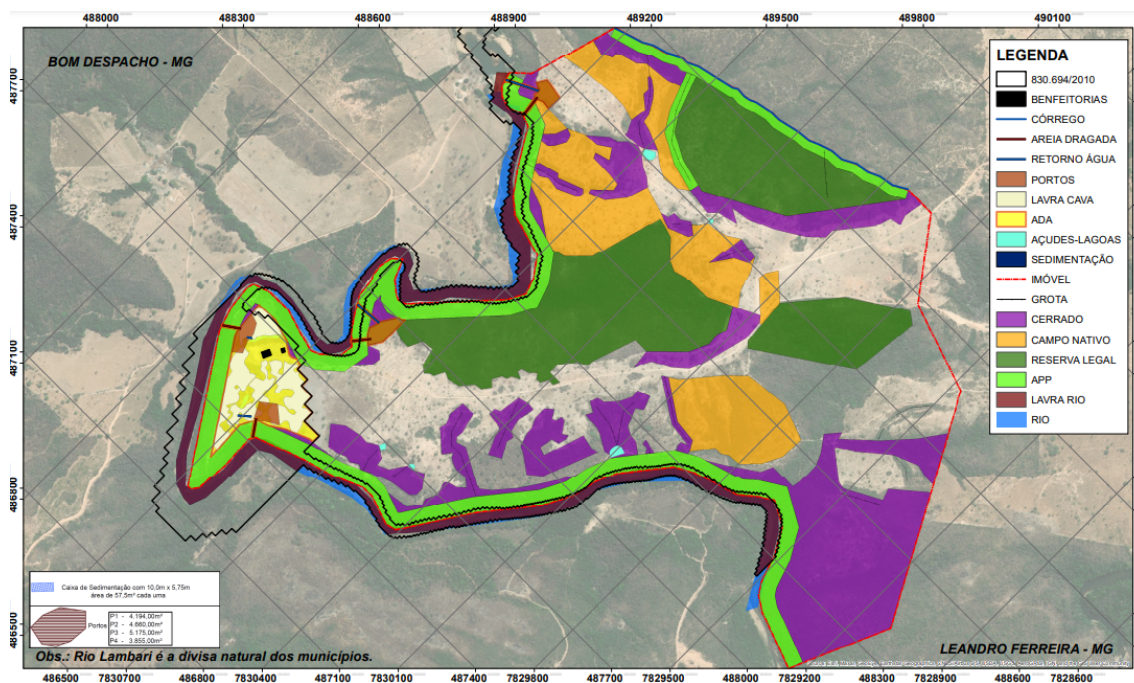 488000 488300 488600 488900 489200 489500 489800 490100
BOM DESPACHO - MG
487700
487400
487100
486800
486500
LEGENDA
830.694/2010
BENFEITORIAS
CÓRREGO
AREIA DRAGADA
RETORNO ÁGUA
PORTOS
LAVRA CAVA
ADA
AÇUDES-LAGOAS
SEDIMENTAÇÃO
IMÓVEL
GROTA
CERRADO
CAMPO NATIVO
RESERVA LEGAL
APP
LAVRA RIO
RIO
Caixa de Sedimentação com 10,0m x 5,75m
área de 57,5m² cada uma
Portos
P1 - 4.194,00m²
P2 - 4.660,00m²
P3 - 5.175,00m²
P4 - 3.855,00m²
Obs.: Rio Lambari é a divisa natural dos municípios.
LEANDRO FERREIRA - MG
486500 7830700 486800 7830400 487100 7830100 487400 7829800 487700 7829500 488000 7829200 488300 7828900 488600 7828600